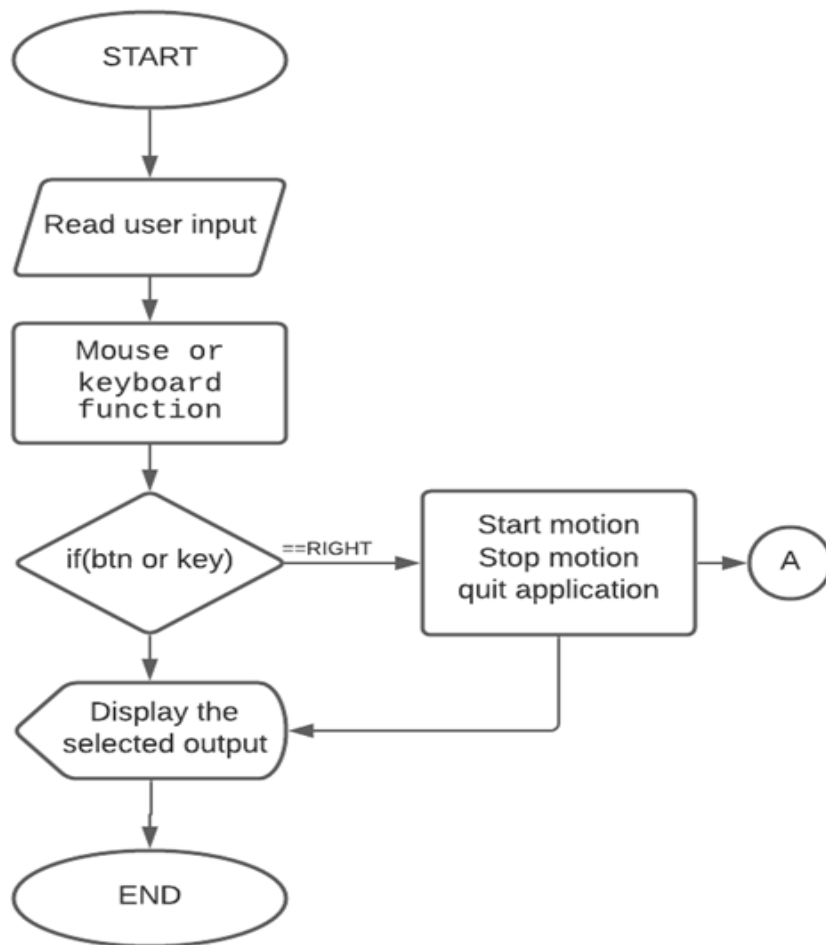 START
Read user input
Mouse or
keyboard
function
if(btn or key)
==RIGHT
Start motion
Stop motion
quit application
A
Display the
selected output
END